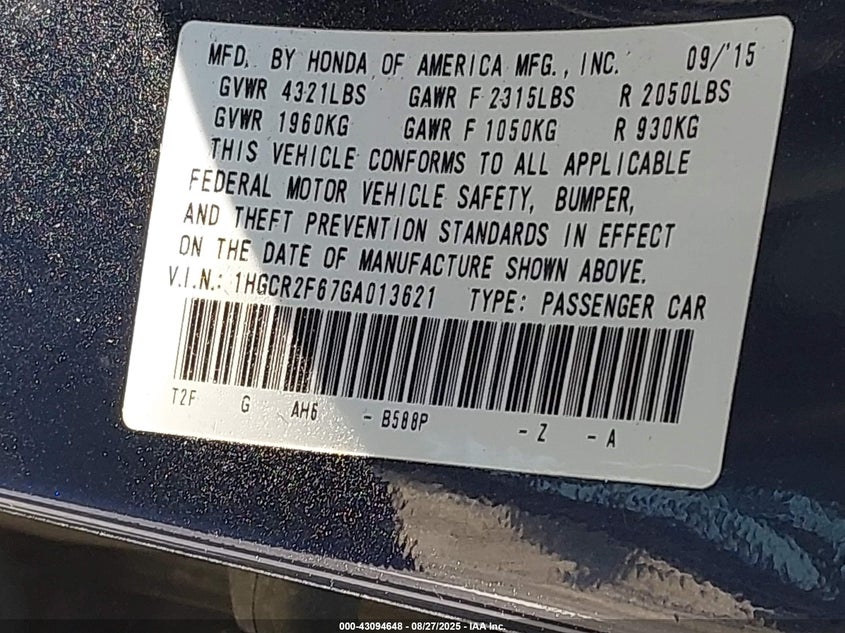 MFD. BY HONDA OF AMERICA MFG., INC. 09/'15
GVWR 4321LBS GAWR F 2315LBS R 2050LBS
GVWR 1960KG GAWR F 1050KG R 930KG
THIS VEHICLE CONFORMS TO ALL APPLICABLE
FEDERAL MOTOR VEHICLE SAFETY, BUMPER,
AND THEFT PREVENTION STANDARDS IN EFFECT
ON THE DATE OF MANUFACTURE SHOWN ABOVE.
V.I.N.: 1HGCR2F67GA013621 TYPE: PASSENGER CAR
T2F G AH6 - B588P - Z - A
000-43094648 - 08/27/2025 - IAA Inc.